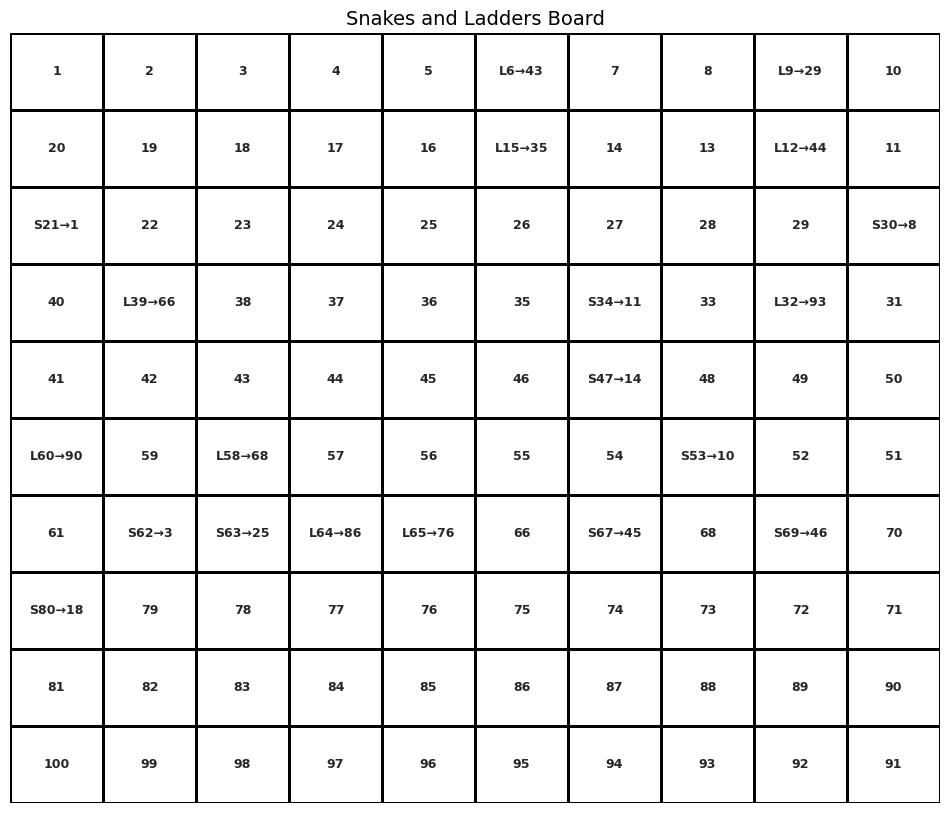 Snakes and Ladders Board
1 2 3 4 5 L6→43 7 8 L9→29 10
20 19 18 17 16 L15→35 14 13 L12→44 11
S21→1 22 23 24 25 26 27 28 29 S30→8
40 L39→66 38 37 36 35 S34→11 33 L32→93 31
41 42 43 44 45 46 S47→14 48 49 50
L60→90 59 L58→68 57 56 55 54 S53→10 52 51
61 S62→3 S63→25 L64→86 L65→76 66 S67→45 68 S69→46 70
S80→18 79 78 77 76 75 74 73 72 71
81 82 83 84 85 86 87 88 89 90
100 99 98 97 96 95 94 93 92 91